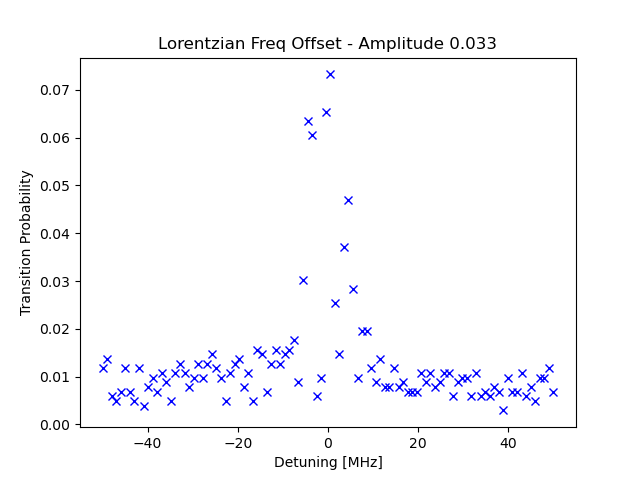 Lorentzian Freq Offset - Amplitude 0.033
Transition Probability
0.07
0.06
0.05
0.04
0.03
0.02
0.01
0.00
−40 −20 0 20 40
Detuning [MHz]